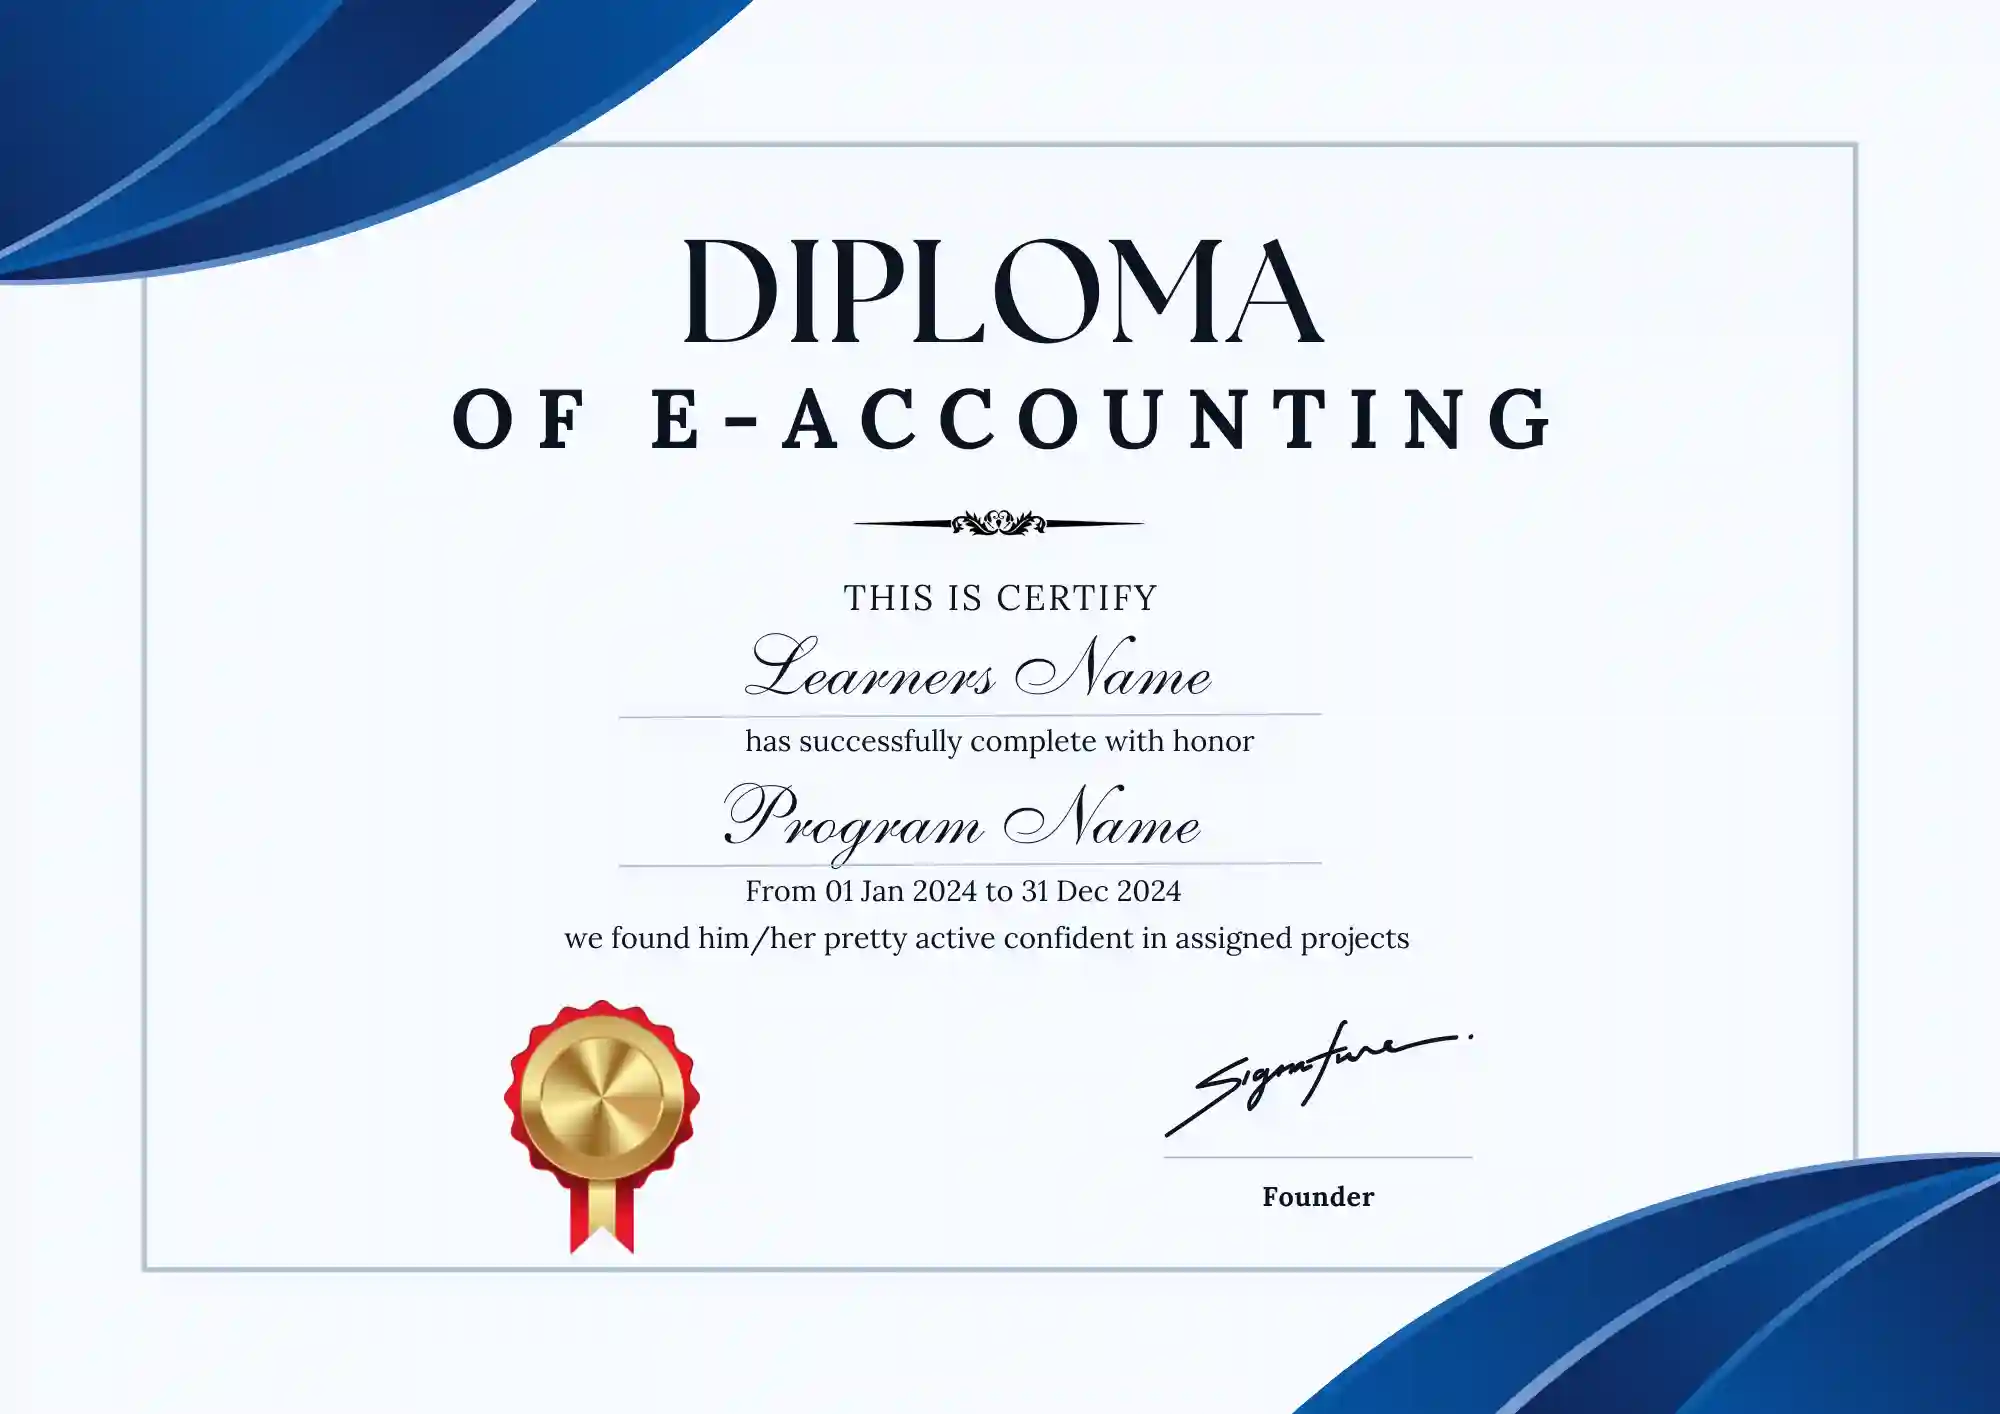 DIPLOMA
OF E-ACCOUNTING
THIS IS CERTIFY
Learners Name
has successfully complete with honor
Program Name
From 01 Jan 2024 to 31 Dec 2024
we found him/her pretty active confident in assigned projects
Signature
Founder